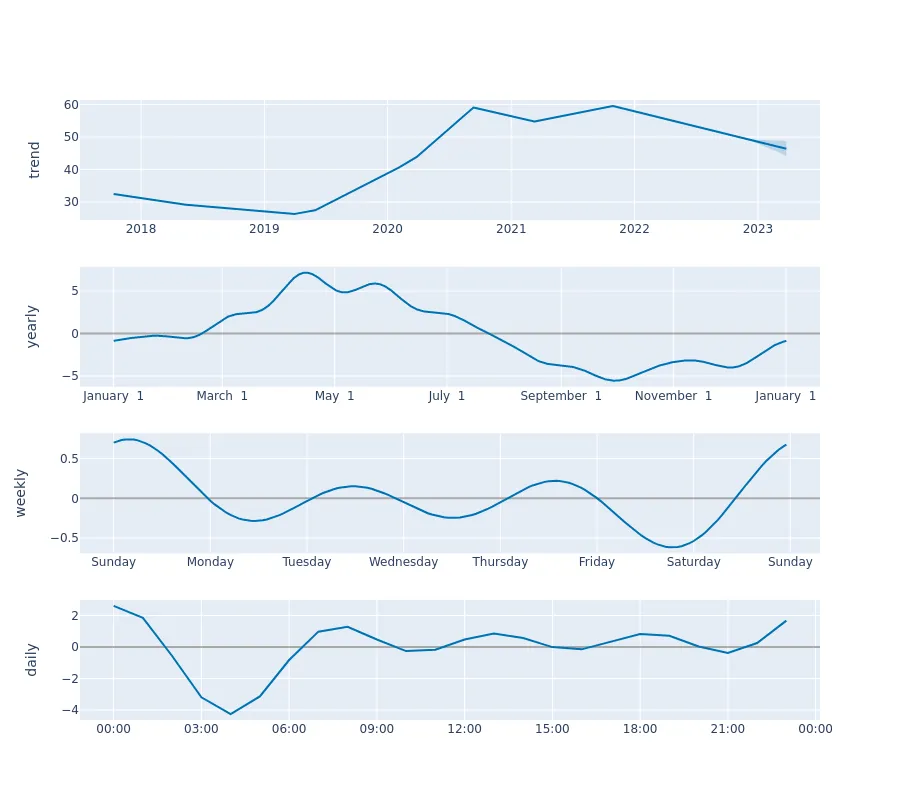 trend
60
50
40
30
2018 2019 2020 2021 2022 2023
yearly
5
0
−5
January 1 March 1 May 1 July 1 September 1 November 1 January 1
weekly
0.5
0
−0.5
Sunday Monday Tuesday Wednesday Thursday Friday Saturday Sunday
daily
2
0
−2
−4
00:00 03:00 06:00 09:00 12:00 15:00 18:00 21:00 00:00